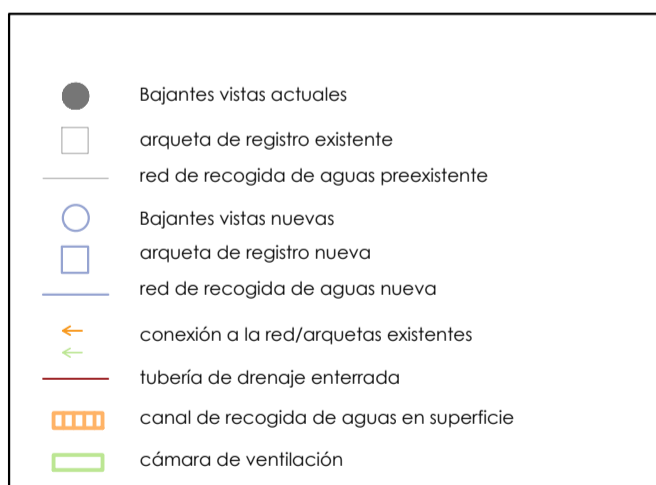 Bajantes vistas actuales
arqueta de registro existente
red de recogida de aguas preexistente
Bajantes vistas nuevas
arqueta de registro nueva
red de recogida de aguas nueva
conexión a la red/arquetas existentes
tubería de drenaje enterrada
canal de recogida de aguas en superficie
cámara de ventilación